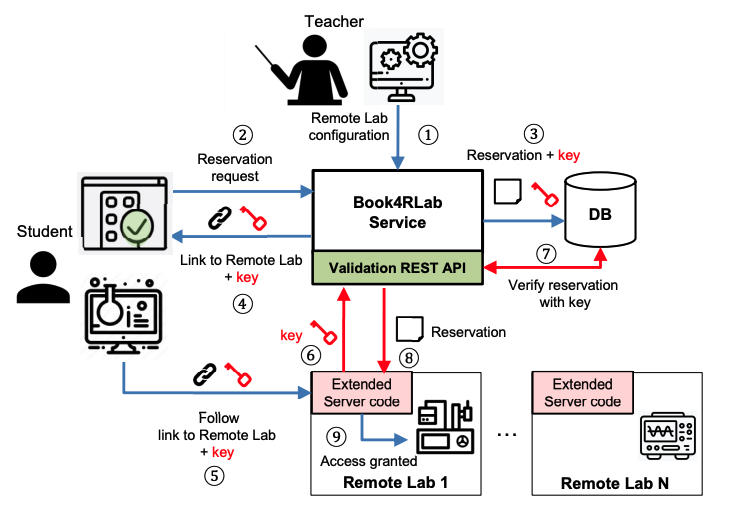 Teacher
Remote Lab
configuration
①
②
Reservation
request
③
Reservation + key
Book4RLab
Service
DB
Student
Link to Remote Lab
+ key
④
Validation REST API
⑦
Verify reservation
with key
key
⑥
Reservation
⑧
Extended
Server code
Extended
Server code
Follow
link to Remote Lab
+ key
⑤
⑨
Access granted
...
Remote Lab 1
Remote Lab N